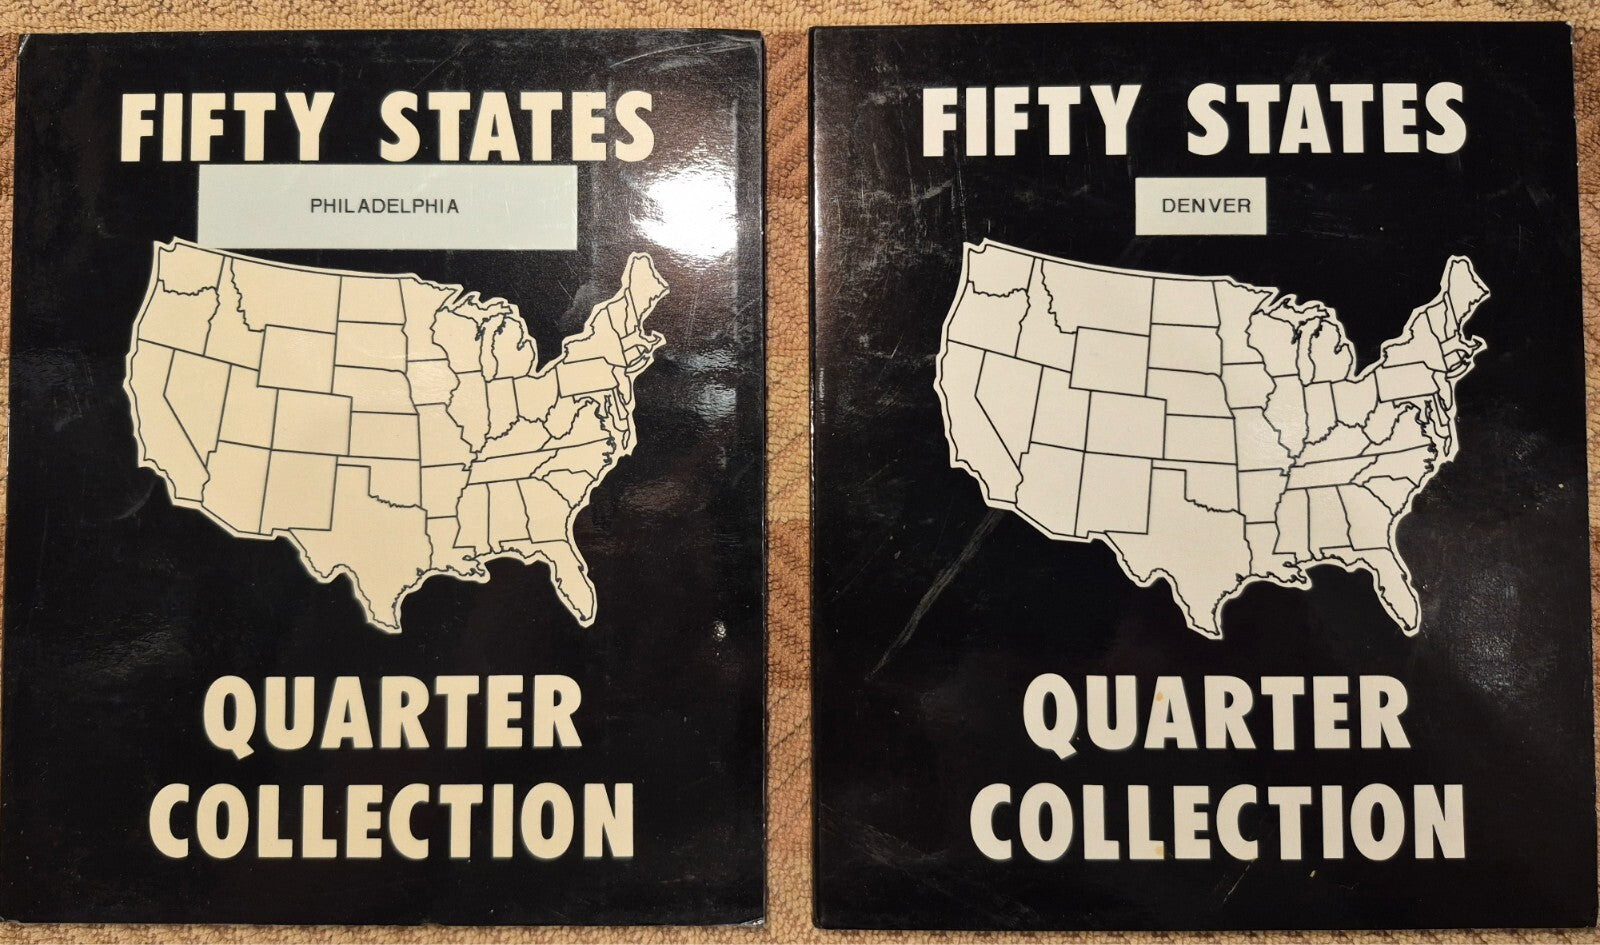 FIFTY STATES
PHILADELPHIA
QUARTER
COLLECTION
FIFTY STATES
DENVER
QUARTER
COLLECTION